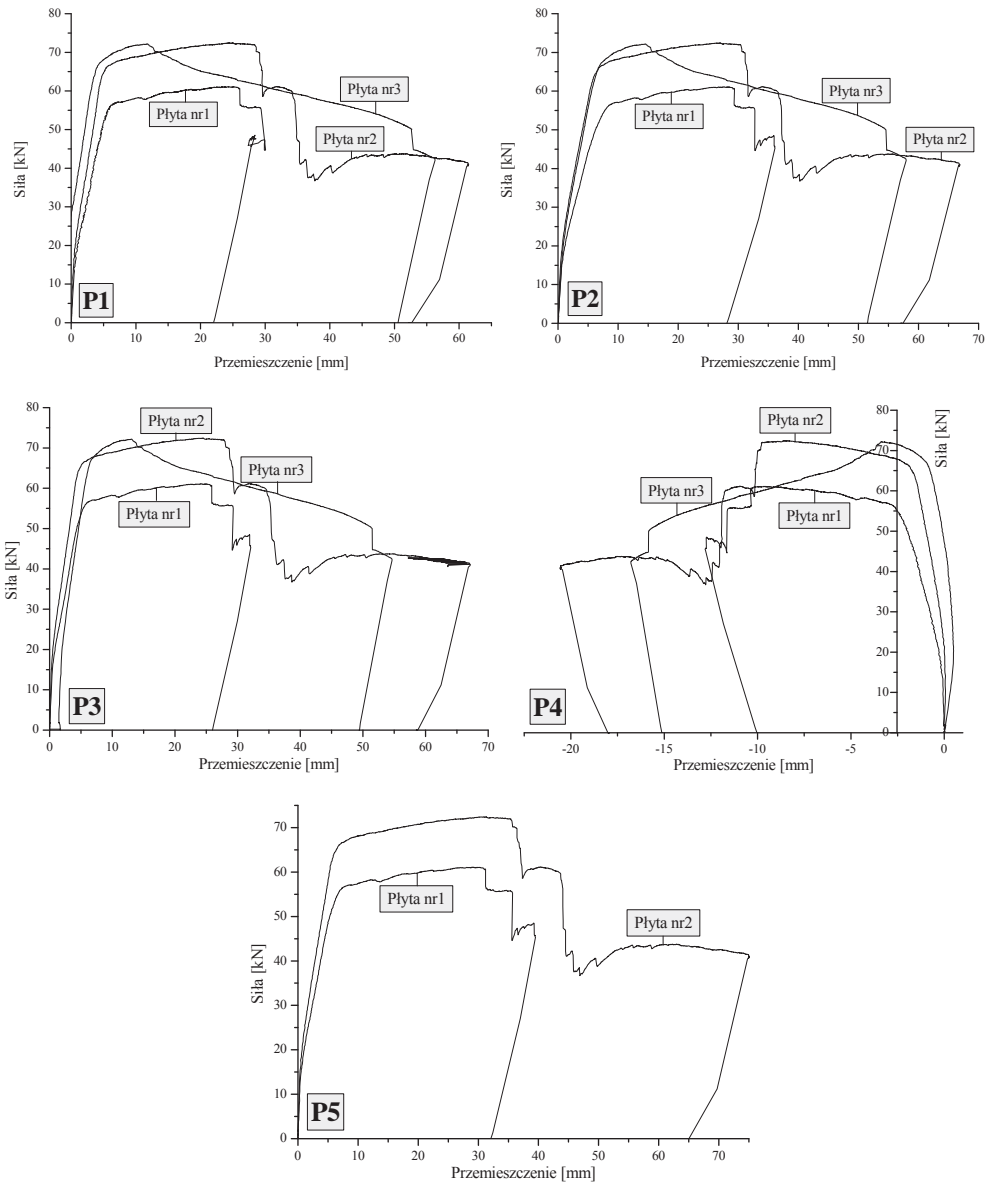 80
70
60
50
40
30
20
10
0
Siła [kN]
Płyta nr1
Płyta nr3
Płyta nr2
P1
0 10 20 30 40 50 60
Przemieszczenie [mm]
80
70
60
50
40
30
20
10
0
Siła [kN]
Płyta nr1
Płyta nr3
Płyta nr2
P2
0 10 20 30 40 50 60 70
Przemieszczenie [mm]
80
70
60
50
40
30
20
10
0
Siła [kN]
Płyta nr2
Płyta nr3
Płyta nr1
P3
0 10 20 30 40 50 60 70
Przemieszczenie [mm]
80
70
60
50
40
30
20
10
0
Siła [kN]
Płyta nr2
Płyta nr3
Płyta nr1
P4
-20 -15 -10 -5 0
Przemieszczenie [mm]
70
60
50
40
30
20
10
0
Siła [kN]
Płyta nr1
Płyta nr2
P5
0 10 20 30 40 50 60 70
Przemieszczenie [mm]